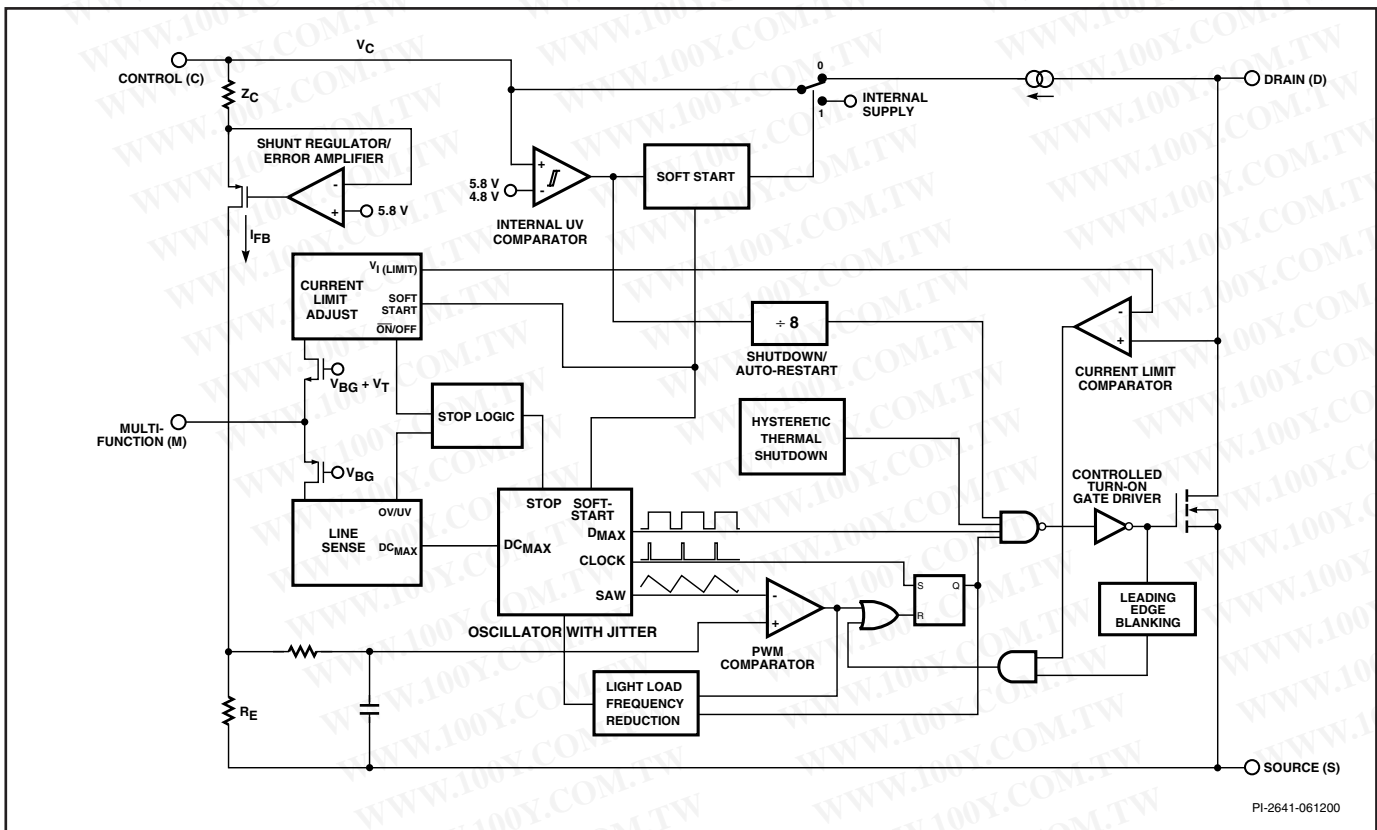 V_C
CONTROL (C)
Z_C
0
DRAIN (D)
INTERNAL
SUPPLY
1
SHUNT REGULATOR/
ERROR AMPLIFIER
-
+
5.8 V
I_FB
+
-
5.8 V
4.8 V
INTERNAL UV
COMPARATOR
SOFT START
V_I (LIMIT)
CURRENT
LIMIT
ADJUST
SOFT
START
O̅N̅/OFF
V_BG + V_T
÷ 8
SHUTDOWN/
AUTO-RESTART
-
+
CURRENT LIMIT
COMPARATOR
MULTI-
FUNCTION (M)
STOP LOGIC
HYSTERETIC
THERMAL
SHUTDOWN
V_BG
CONTROLLED
TURN-ON
GATE DRIVER
OV/UV
LINE
SENSE
DC_MAX
STOP
SOFT-
START
DC_MAX
D_MAX
CLOCK
SAW
OSCILLATOR WITH JITTER
-
+
PWM
COMPARATOR
S
Q
R
LEADING
EDGE
BLANKING
LIGHT LOAD
FREQUENCY
REDUCTION
R_E
SOURCE (S)
PI-2641-061200
WWW.100Y.COM.TW